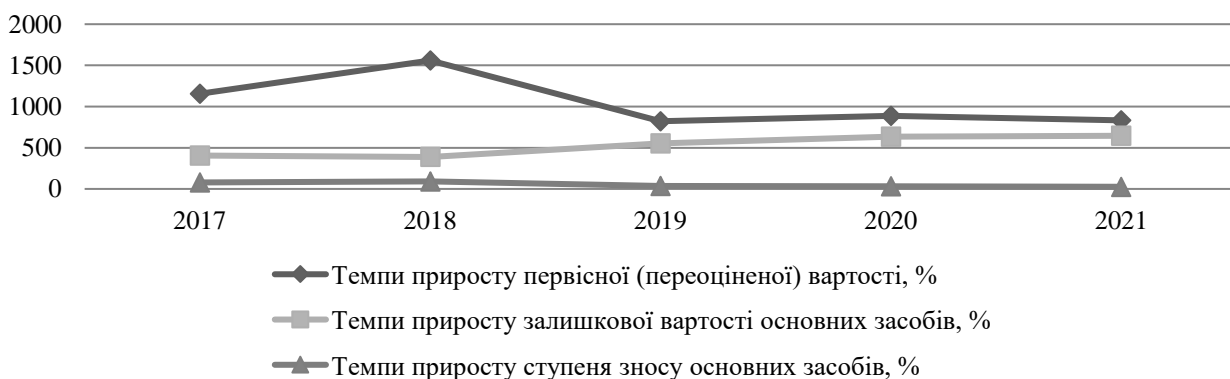 2000
1500
1000
500
0
2017 2018 2019 2020 2021
Темпи приросту первісної (переоціненої) вартості, %
Темпи приросту залишкової вартості основних засобів, %
Темпи приросту ступеня зносу основних засобів, %